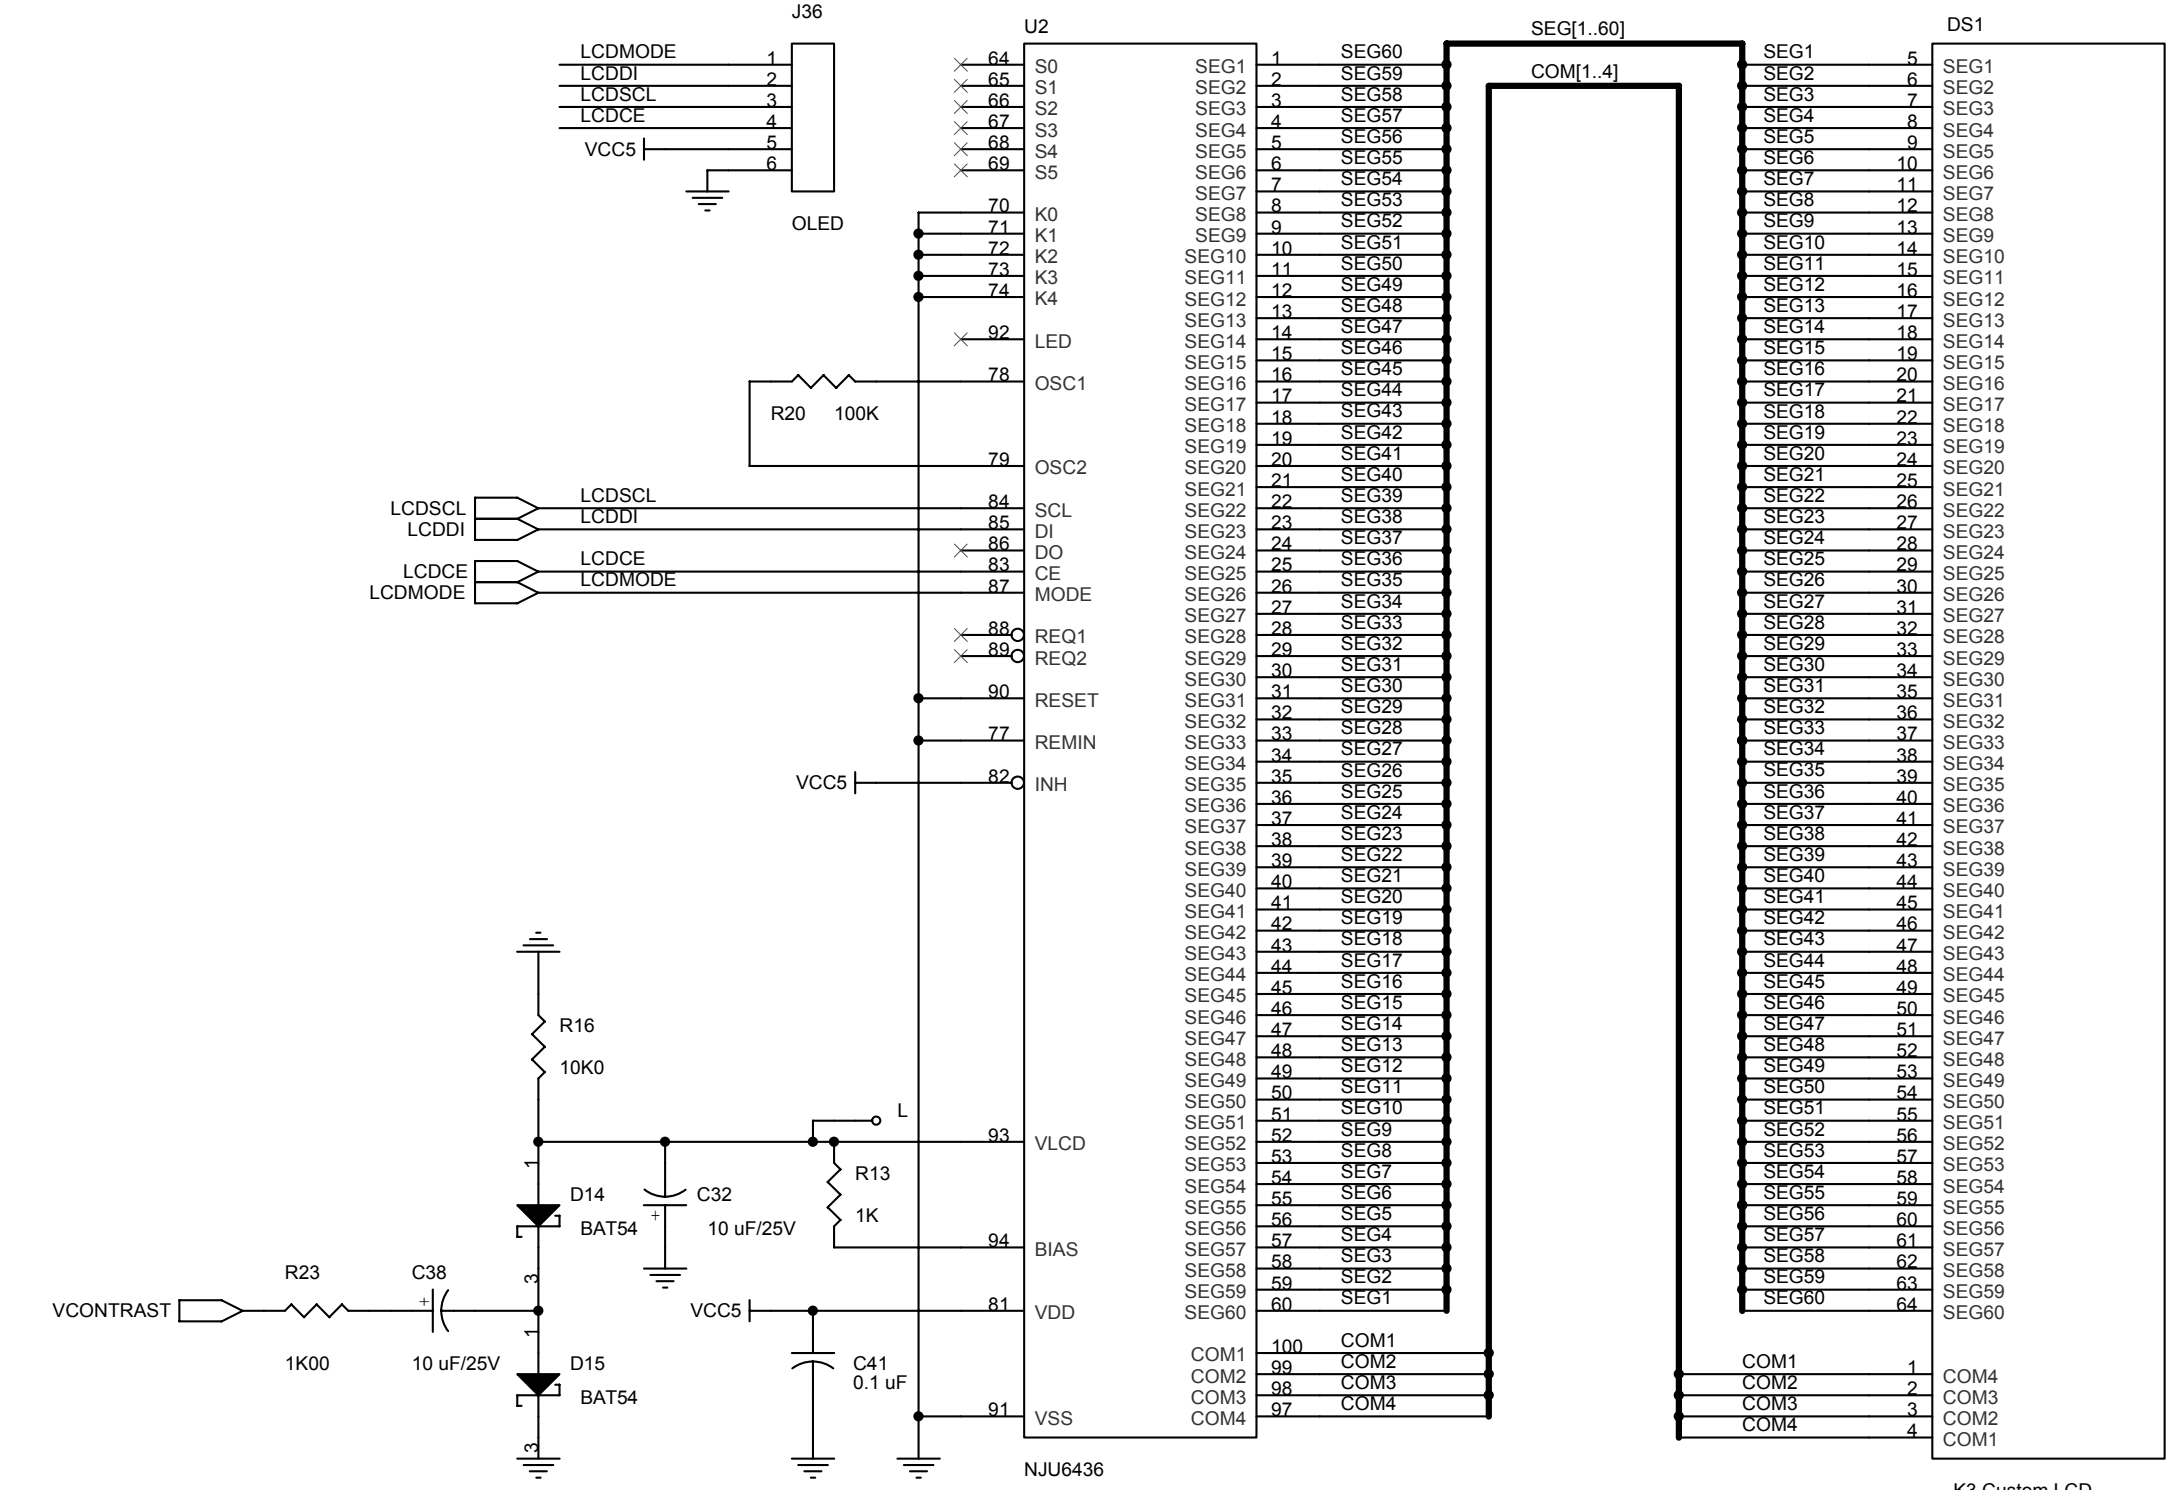 J36
LCDMODE 1
LCDDI 2
LCDSCL 3
LCDCE 4
VCC5 5
6
OLED
U2
64 S0
65 S1
66 S2
67 S3
68 S4
69 S5
70 K0
71 K1
72 K2
73 K3
74 K4
92 LED
78 OSC1
R20 100K
79 OSC2
LCDSCL LCDSCL 84 SCL
LCDDI LCDDI 85 DI
86 DO
LCDCE LCDCE 83 CE
LCDMODE LCDMODE 87 MODE
88 REQ1
89 REQ2
90 RESET
77 REMIN
VCC5 82 INH
R16
10K0
L
93 VLCD
1
D14
BAT54
3
C32
+
10 uF/25V
R13
1K
94 BIAS
VCONTRAST
R23
1K00
C38
+
10 uF/25V
1
D15
BAT54
3
VCC5 81 VDD
C41
0.1 uF
91 VSS
NJU6436
SEG1 1 SEG60
SEG2 2 SEG59
SEG3 3 SEG58
SEG4 4 SEG57
SEG5 5 SEG56
SEG6 6 SEG55
SEG7 7 SEG54
SEG8 8 SEG53
SEG9 9 SEG52
SEG10 10 SEG51
SEG11 11 SEG50
SEG12 12 SEG49
SEG13 13 SEG48
SEG14 14 SEG47
SEG15 15 SEG46
SEG16 16 SEG45
SEG17 17 SEG44
SEG18 18 SEG43
SEG19 19 SEG42
SEG20 20 SEG41
SEG21 21 SEG40
SEG22 22 SEG39
SEG23 23 SEG38
SEG24 24 SEG37
SEG25 25 SEG36
SEG26 26 SEG35
SEG27 27 SEG34
SEG28 28 SEG33
SEG29 29 SEG32
SEG30 30 SEG31
SEG31 31 SEG30
SEG32 32 SEG29
SEG33 33 SEG28
SEG34 34 SEG27
SEG35 35 SEG26
SEG36 36 SEG25
SEG37 37 SEG24
SEG38 38 SEG23
SEG39 39 SEG22
SEG40 40 SEG21
SEG41 41 SEG20
SEG42 42 SEG19
SEG43 43 SEG18
SEG44 44 SEG17
SEG45 45 SEG16
SEG46 46 SEG15
SEG47 47 SEG14
SEG48 48 SEG13
SEG49 49 SEG12
SEG50 50 SEG11
SEG51 51 SEG10
SEG52 52 SEG9
SEG53 53 SEG8
SEG54 54 SEG7
SEG55 55 SEG6
SEG56 56 SEG5
SEG57 57 SEG4
SEG58 58 SEG3
SEG59 59 SEG2
SEG60 60 SEG1
COM1 100 COM1
COM2 99 COM2
COM3 98 COM3
COM4 97 COM4
SEG[1..60]
COM[1..4]
DS1
SEG1 5 SEG1
SEG2 6 SEG2
SEG3 7 SEG3
SEG4 8 SEG4
SEG5 9 SEG5
SEG6 10 SEG6
SEG7 11 SEG7
SEG8 12 SEG8
SEG9 13 SEG9
SEG10 14 SEG10
SEG11 15 SEG11
SEG12 16 SEG12
SEG13 17 SEG13
SEG14 18 SEG14
SEG15 19 SEG15
SEG16 20 SEG16
SEG17 21 SEG17
SEG18 22 SEG18
SEG19 23 SEG19
SEG20 24 SEG20
SEG21 25 SEG21
SEG22 26 SEG22
SEG23 27 SEG23
SEG24 28 SEG24
SEG25 29 SEG25
SEG26 30 SEG26
SEG27 31 SEG27
SEG28 32 SEG28
SEG29 33 SEG29
SEG30 34 SEG30
SEG31 35 SEG31
SEG32 36 SEG32
SEG33 37 SEG33
SEG34 38 SEG34
SEG35 39 SEG35
SEG36 40 SEG36
SEG37 41 SEG37
SEG38 42 SEG38
SEG39 43 SEG39
SEG40 44 SEG40
SEG41 45 SEG41
SEG42 46 SEG42
SEG43 47 SEG43
SEG44 48 SEG44
SEG45 49 SEG45
SEG46 50 SEG46
SEG47 51 SEG47
SEG48 52 SEG48
SEG49 53 SEG49
SEG50 54 SEG50
SEG51 55 SEG51
SEG52 56 SEG52
SEG53 57 SEG53
SEG54 58 SEG54
SEG55 59 SEG55
SEG56 60 SEG56
SEG57 61 SEG57
SEG58 62 SEG58
SEG59 63 SEG59
SEG60 64 SEG60
COM1 1 COM4
COM2 2 COM3
COM3 3 COM2
COM4 4 COM1
K3 Custom LCD